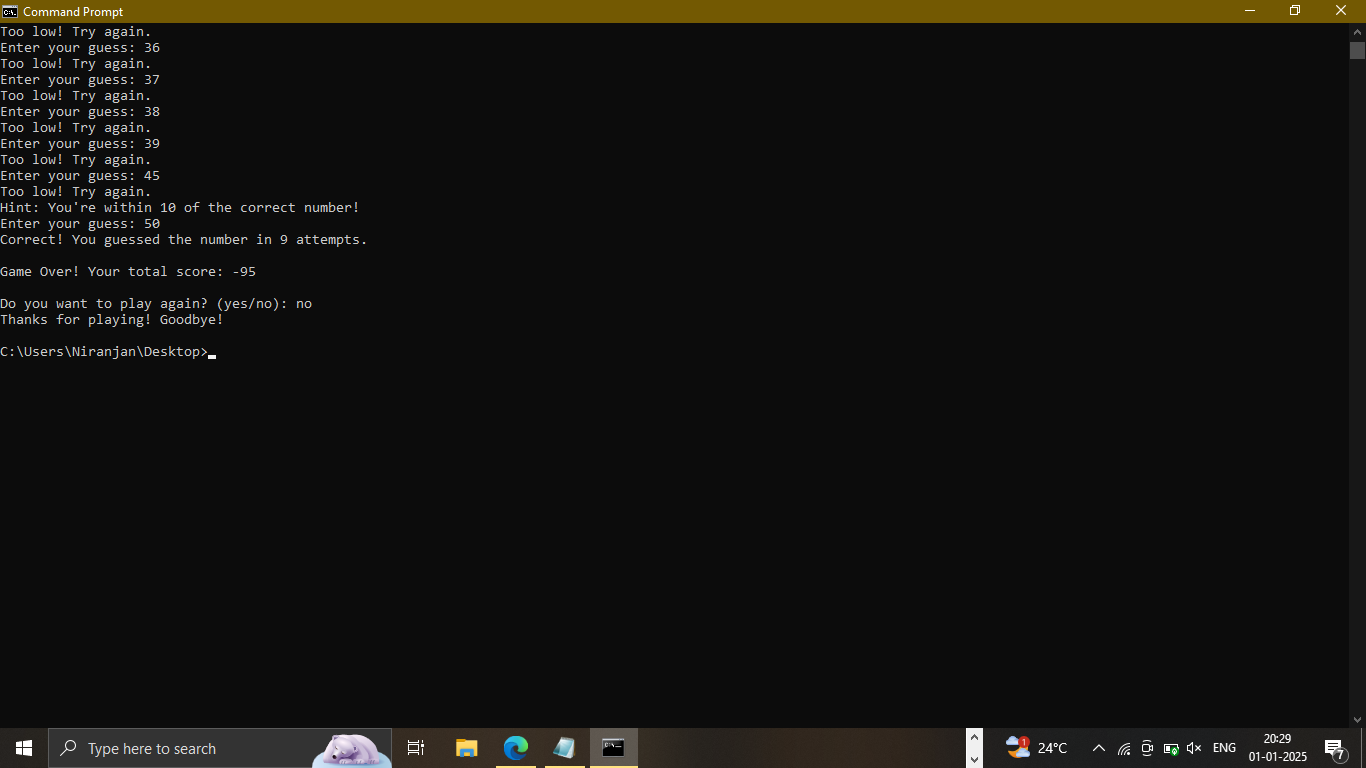 Command Prompt
Too low! Try again.
Enter your guess: 36
Too low! Try again.
Enter your guess: 37
Too low! Try again.
Enter your guess: 38
Too low! Try again.
Enter your guess: 39
Too low! Try again.
Enter your guess: 45
Too low! Try again.
Hint: You're within 10 of the correct number!
Enter your guess: 50
Correct! You guessed the number in 9 attempts.
Game Over! Your total score: -95
Do you want to play again? (yes/no): no
Thanks for playing! Goodbye!
C:\Users\Niranjan\Desktop>
Type here to search
1
24°C
ENG
20:29
01-01-2025
7